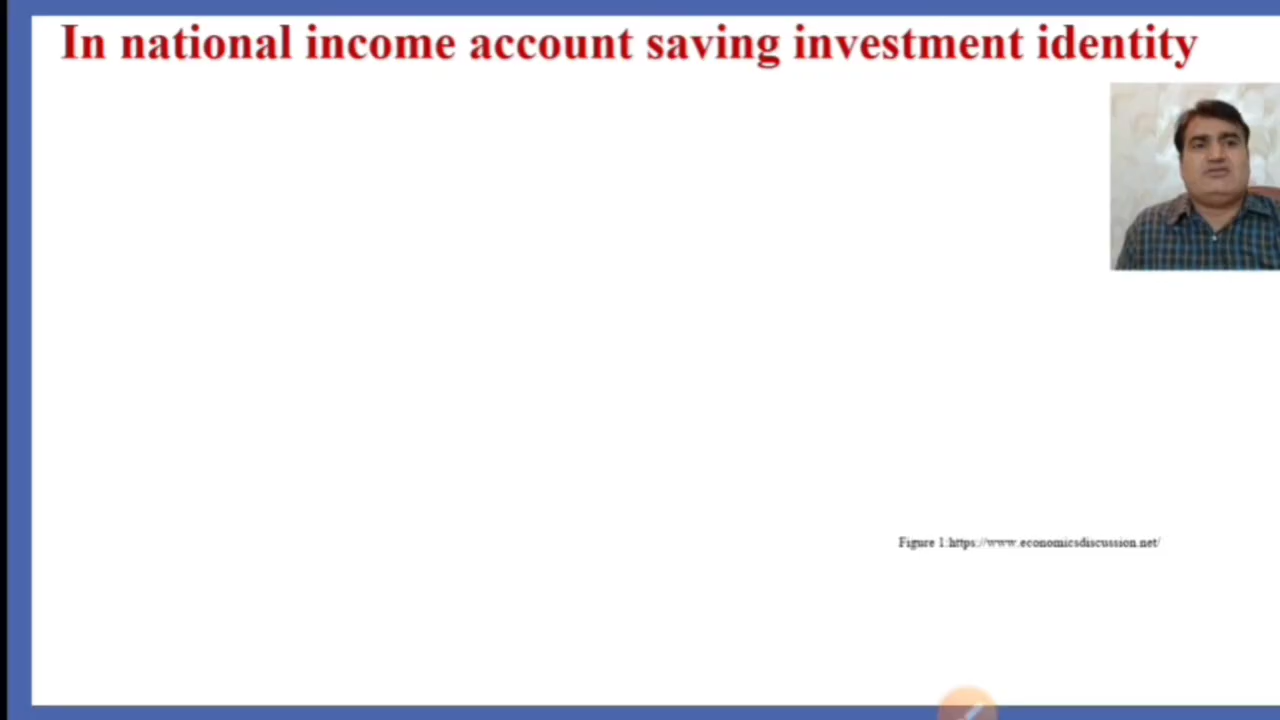 In national income account saving investment identity
Figure 1:https://www.economicsdiscussion.net/